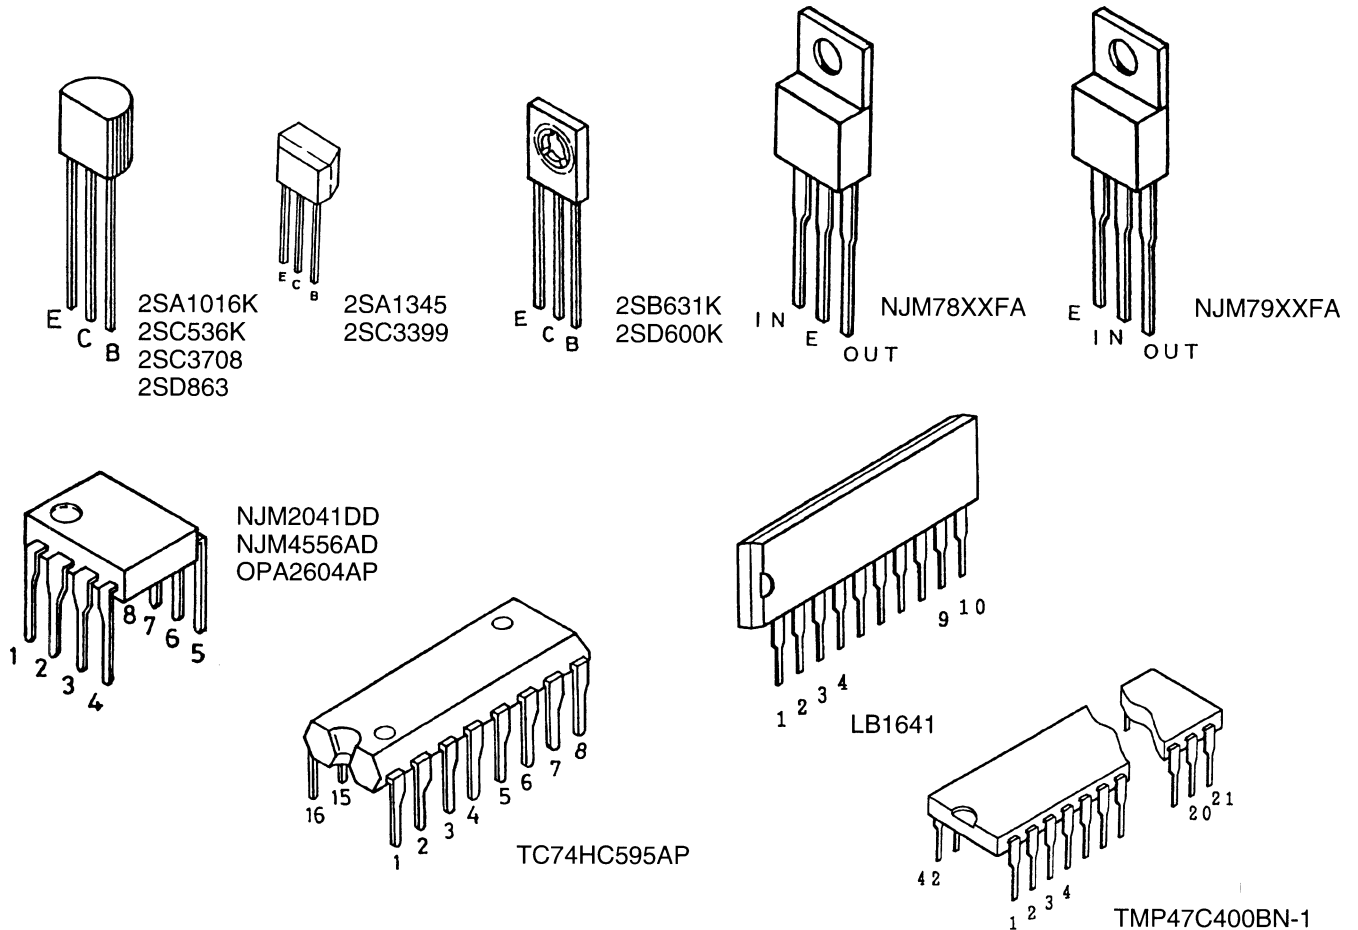 E
C
B
2SA1016K
2SC536K
2SC3708
2SD863
E
C
B
2SA1345
2SC3399
E
C
B
2SB631K
2SD600K
IN
E
OUT
NJM78XXFA
E
IN
OUT
NJM79XXFA
1
2
3
4
8
7
6
5
NJM2041DD
NJM4556AD
OPA2604AP
16
15
1
2
3
4
5
6
7
8
TC74HC595AP
1
2
3
4
9
10
LB1641
42
1
2
3
4
20
21
TMP47C400BN-1